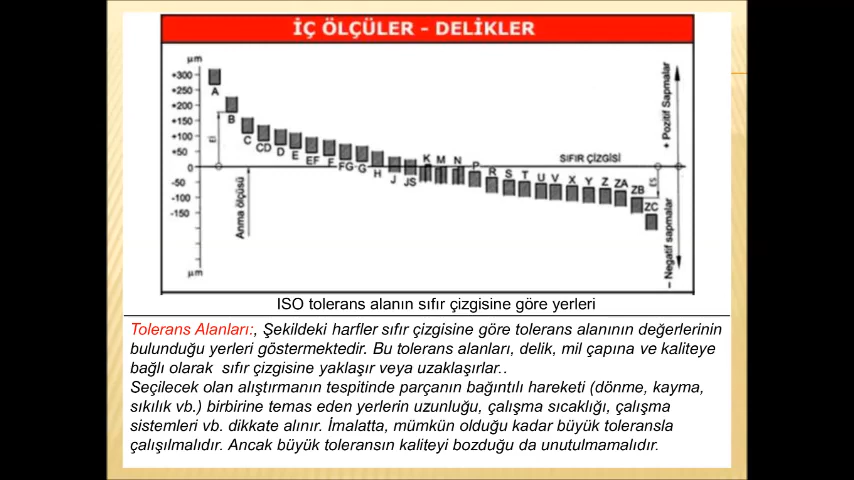 İÇ ÖLÇÜLER - DELİKLER
µm
+300
+250
+200
+150
+100
+50
0
-50
-100
-150
µm
A
B
C
CD
D
E
EF
F
FG
G
H
J
JS
K
M
N
P
R
S
T
U
V
X
Y
Z
ZA
ZB
ZC
EI
ES
Anma ölçüsü
SIFIR ÇİZGİSİ
+ Pozitif Sapmalar
– Negatif sapmalar
ISO tolerans alanın sıfır çizgisine göre yerleri
Tolerans Alanları:, Şekildeki harfler sıfır çizgisine göre tolerans alanının değerlerinin
bulunduğu yerleri göstermektedir. Bu tolerans alanları, delik, mil çapına ve kaliteye
bağlı olarak sıfır çizgisine yaklaşır veya uzaklaşırlar..
Seçilecek olan alıştırmanın tespitinde parçanın bağıntılı hareketi (dönme, kayma,
sıkılık vb.) birbirine temas eden yerlerin uzunluğu, çalışma sıcaklığı, çalışma
sistemleri vb. dikkate alınır. İmalatta, mümkün olduğu kadar büyük toleransla
çalışılmalıdır. Ancak büyük toleransın kaliteyi bozduğu da unutulmamalıdır.